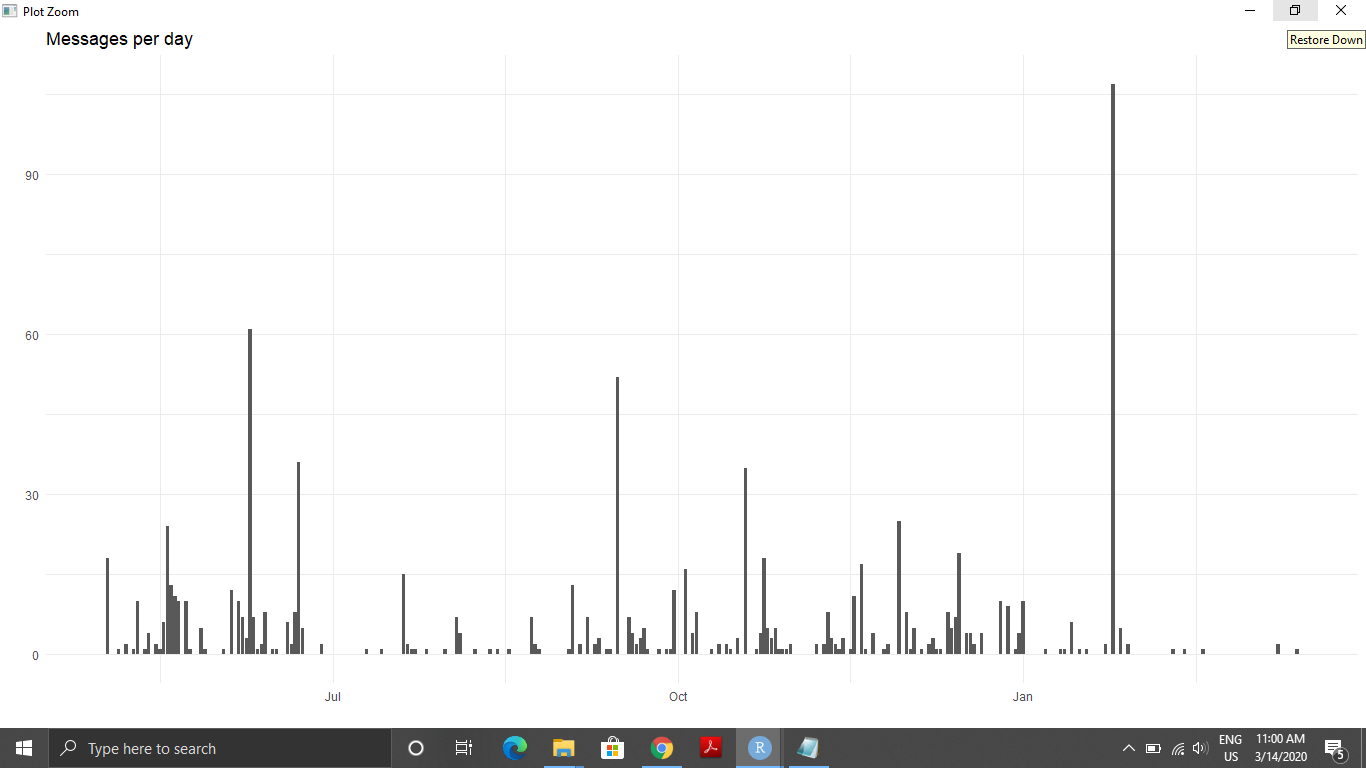 Plot Zoom
Messages per day
Restore Down
90
60
30
0
Jul
Oct
Jan
Type here to search
R
ENG
US
11:00 AM
3/14/2020
5